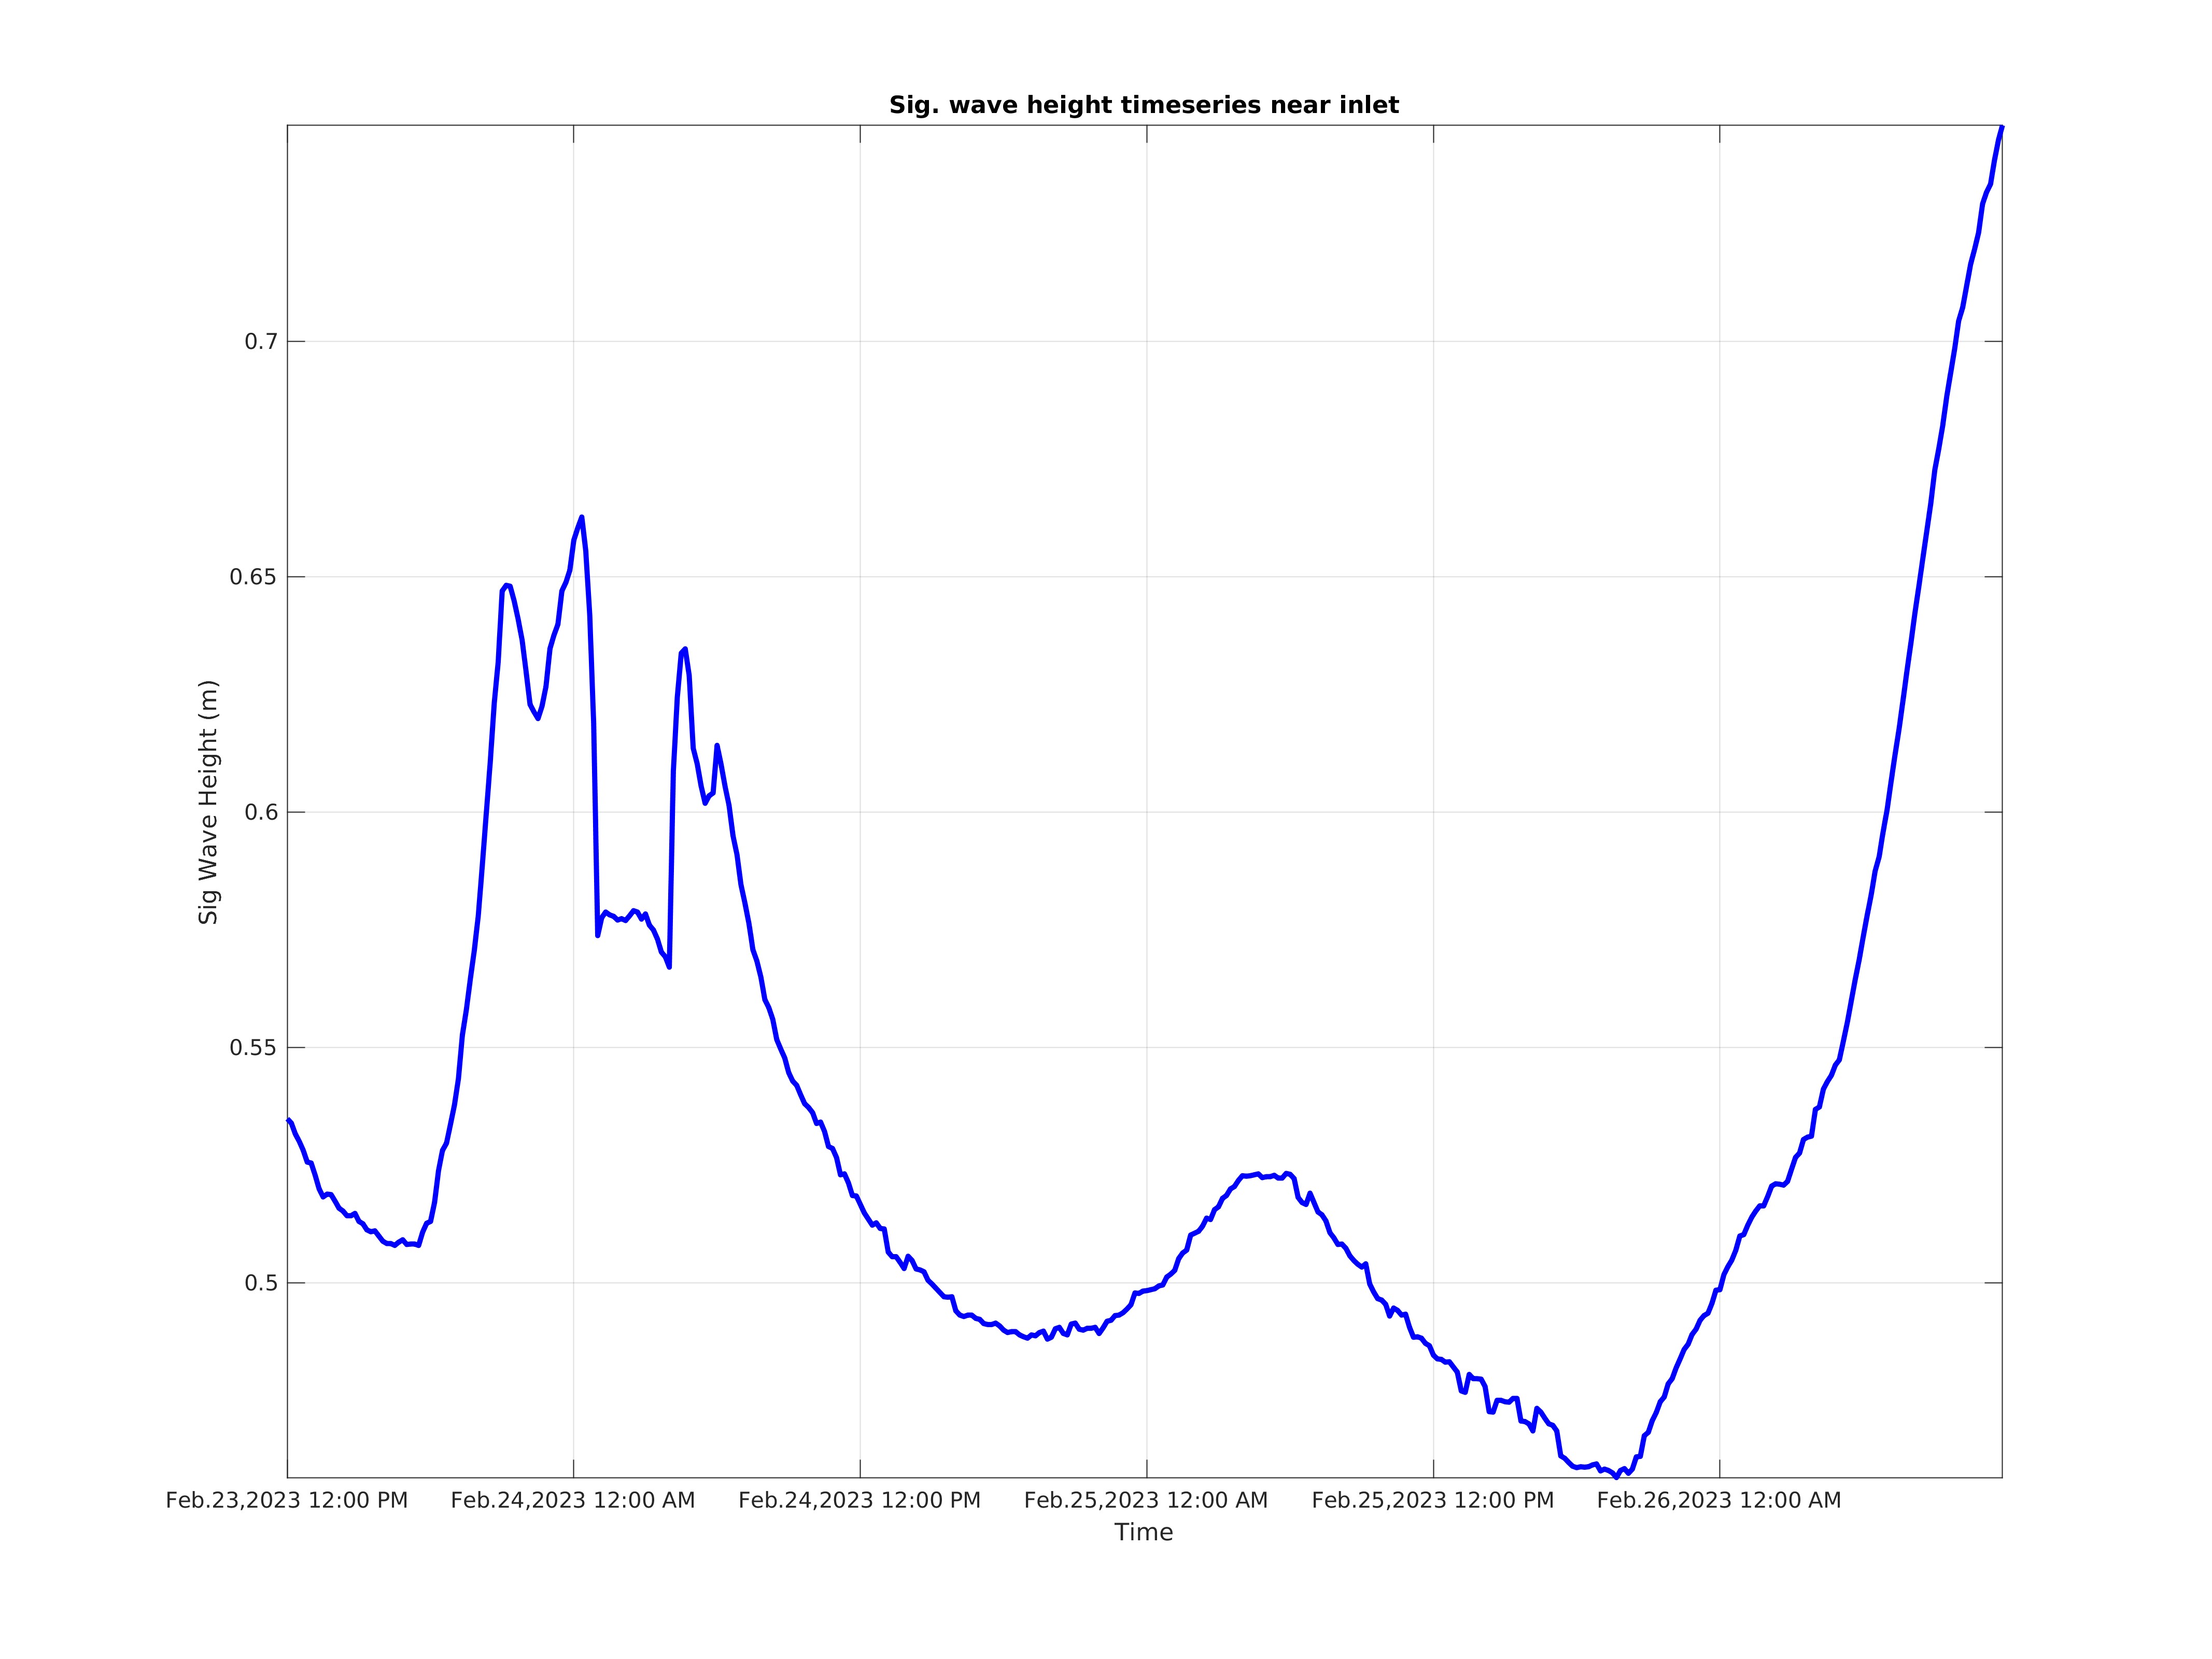 Sig. wave height timeseries near inlet
0.7
0.65
0.6
0.55
0.5
Sig Wave Height (m)
Feb.23,2023 12:00 PM
Feb.24,2023 12:00 AM
Feb.24,2023 12:00 PM
Feb.25,2023 12:00 AM
Feb.25,2023 12:00 PM
Feb.26,2023 12:00 AM
Time